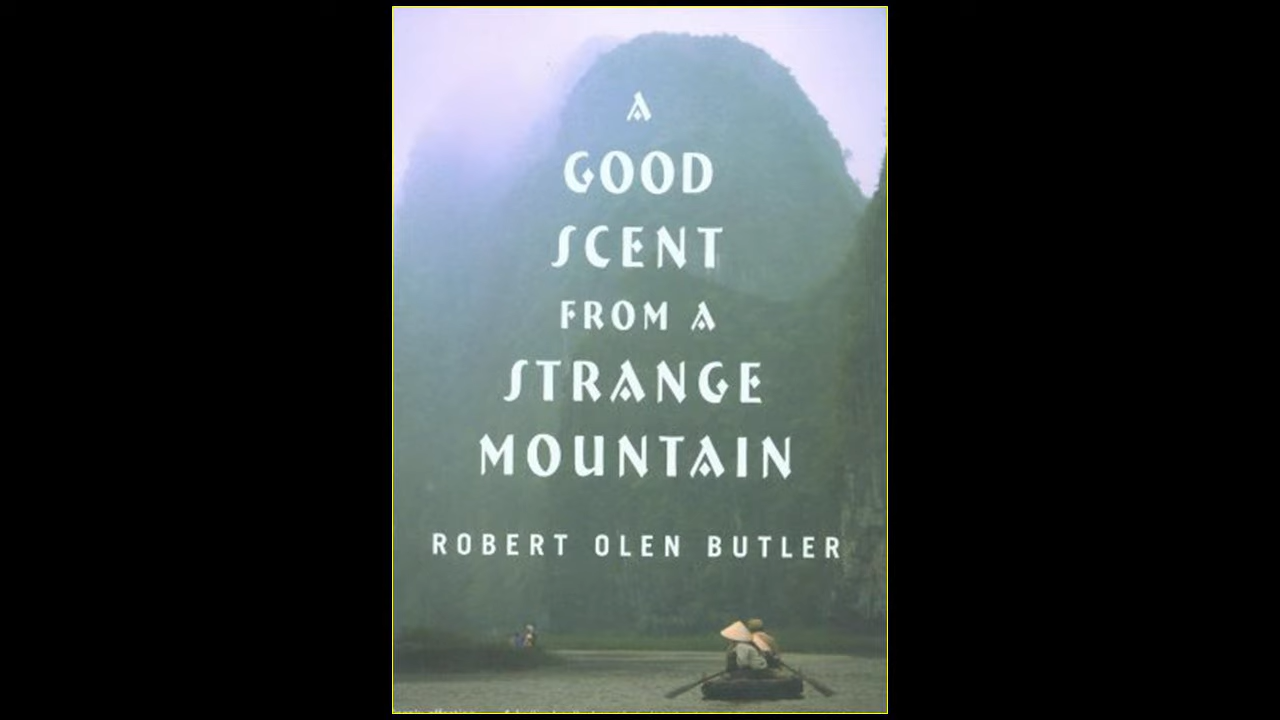 A
GOOD
SCENT
FROM A
STRANGE
MOUNTAIN
ROBERT OLEN BUTLER